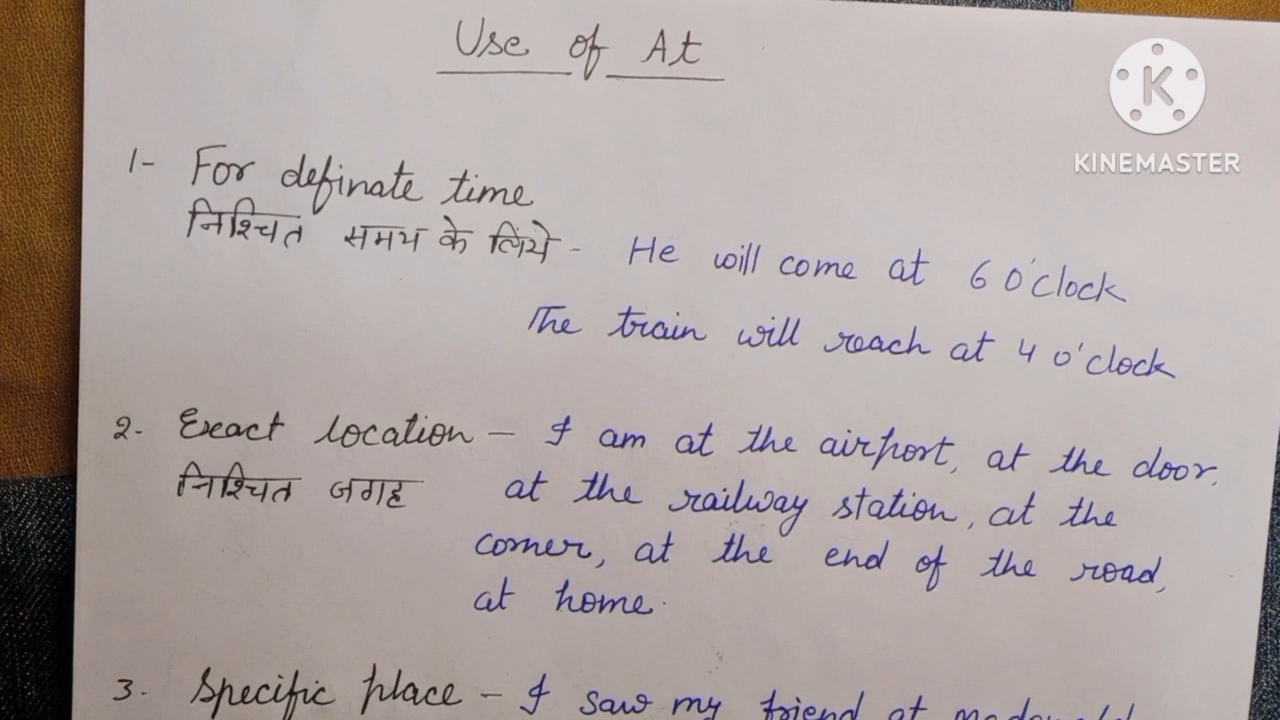 Use of At
K
KINEMASTER
1- For definate time
निश्चित समय के लिये - He will come at 6 o'clock
The train will reach at 4 o'clock
2- Exact location - I am at the airport, at the door,
निश्चित जगह at the railway station, at the
corner, at the end of the road,
at home.
3- Specific place - I saw my friend at